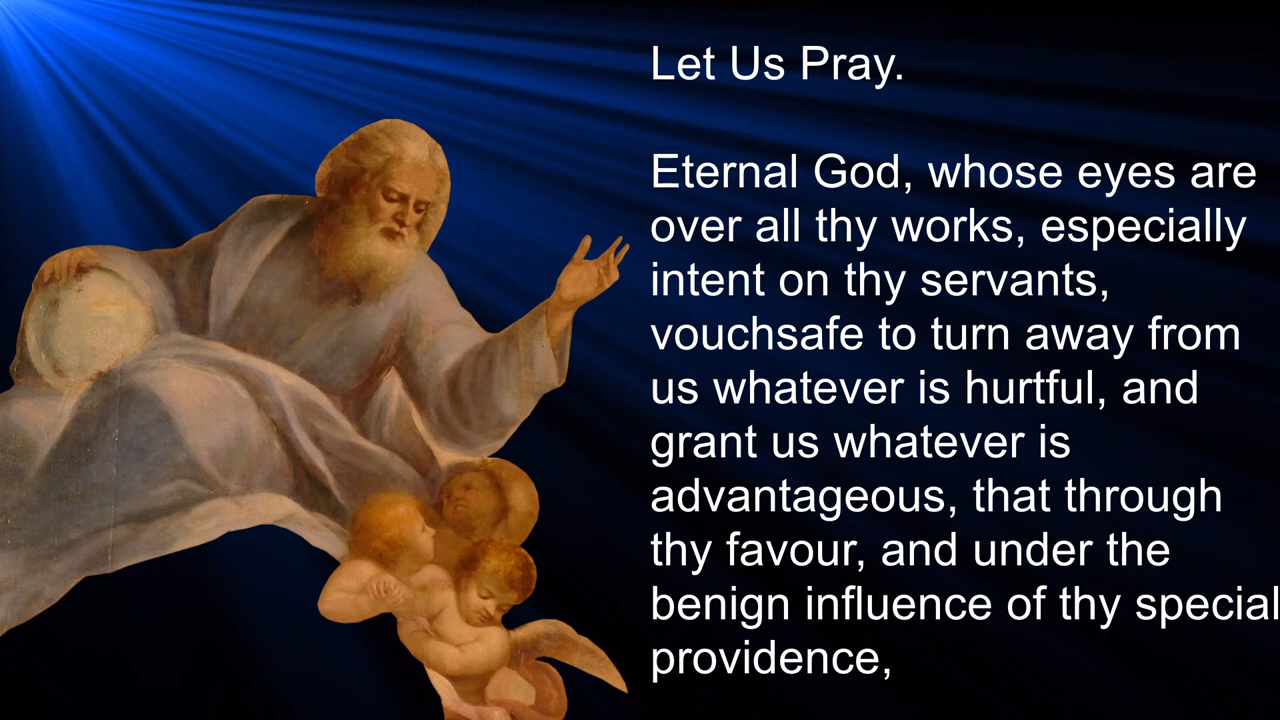 Let Us Pray.
Eternal God, whose eyes are
over all thy works, especially
intent on thy servants,
vouchsafe to turn away from
us whatever is hurtful, and
grant us whatever is
advantageous, that through
thy favour, and under the
benign influence of thy special
providence,